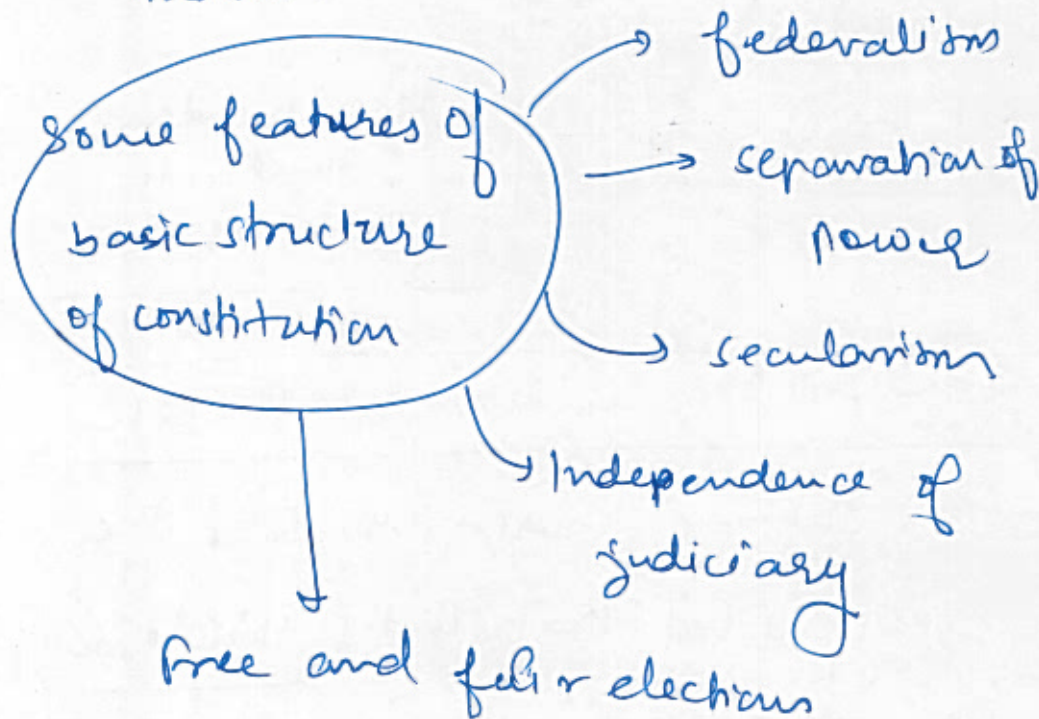 some features of
basic structure
of constitution
federalism
separation of
power
secularism
Independence of
judiciary
Free and fair elections